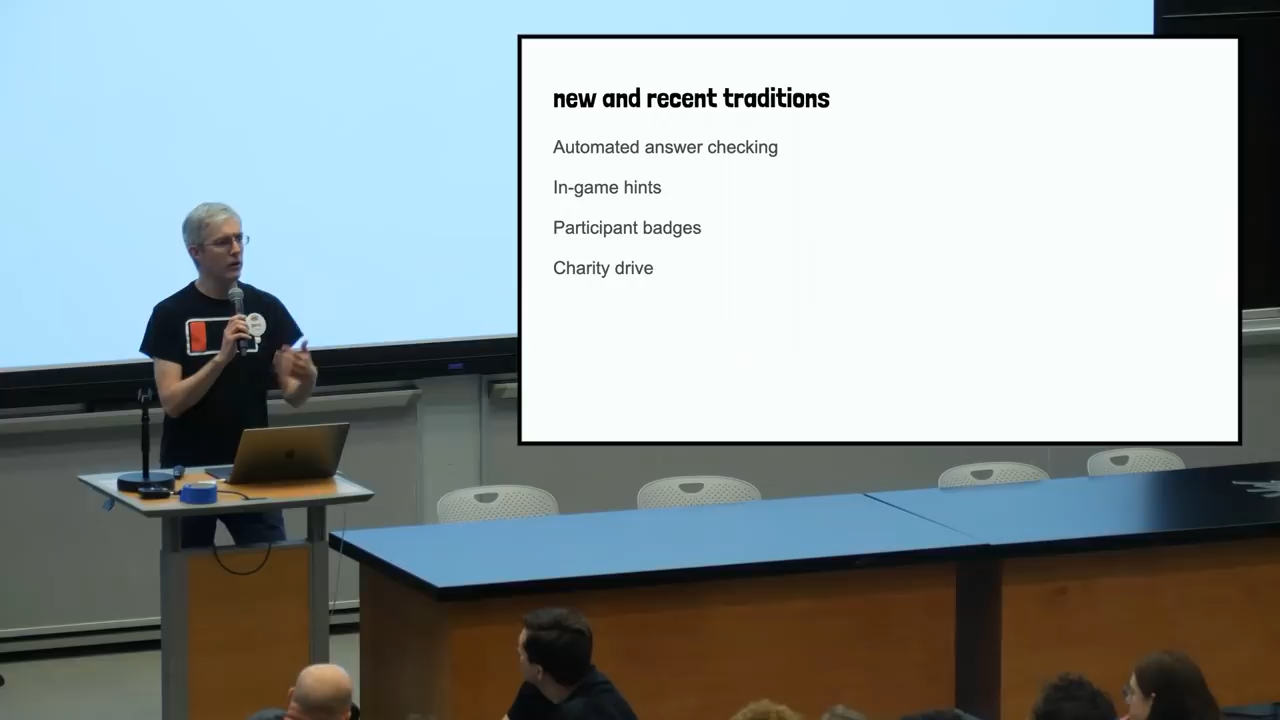 new and recent traditions
Automated answer checking
In-game hints
Participant badges
Charity drive